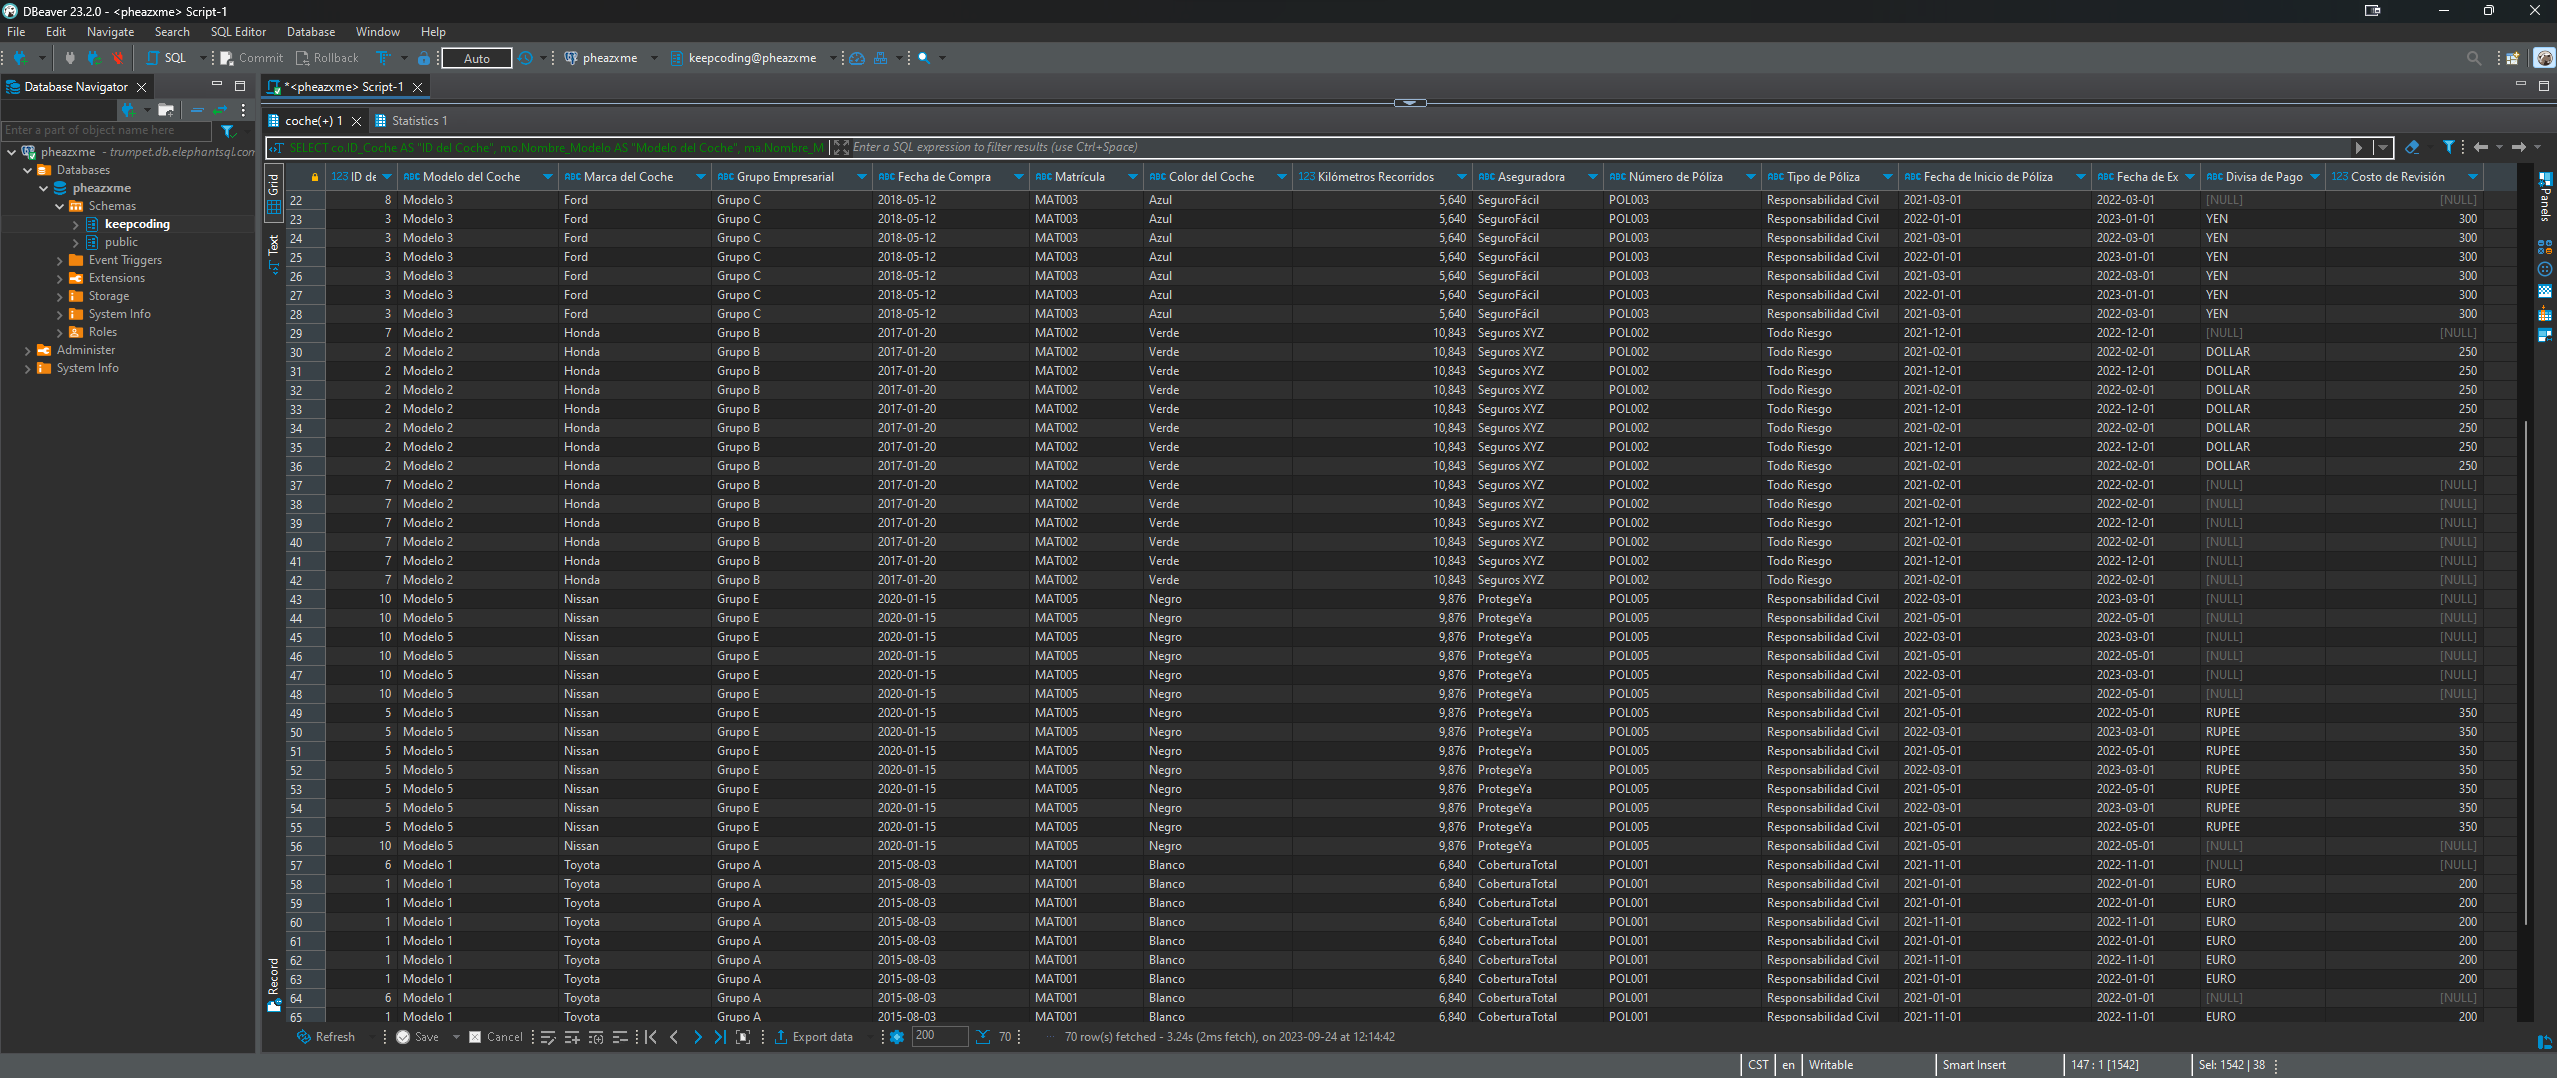 DBeaver 23.2.0 - <pheazxme> Script-1
File Edit Navigate Search SQL Editor Database Window Help
SQL Commit Rollback Auto pheazxme keepcoding@pheazxme
Database Navigator
Enter a part of object name here
pheazxme - trumpet.db.elephantsql.com
Databases
pheazxme
Schemas
keepcoding
public
Event Triggers
Extensions
Storage
System Info
Roles
Administer
System Info
*<pheazxme> Script-1
coche(+) 1 Statistics 1
SELECT co.ID_Coche AS "ID del Coche", mo.Nombre_Modelo AS "Modelo del Coche", ma.Nombre_M Enter a SQL expression to filter results (use Ctrl+Space)
Grid
Text
Record
Panels
123 ID de ABC Modelo del Coche ABC Marca del Coche ABC Grupo Empresarial ABC Fecha de Compra ABC Matrícula ABC Color del Coche 123 Kilómetros Recorridos ABC Aseguradora ABC Número de Póliza ABC Tipo de Póliza ABC Fecha de Inicio de Póliza ABC Fecha de Ex ABC Divisa de Pago 123 Costo de Revisión
22 8 Modelo 3 Ford Grupo C 2018-05-12 MAT003 Azul 5,640 SeguroFácil POL003 Responsabilidad Civil 2021-03-01 2022-03-01 [NULL] [NULL]
23 3 Modelo 3 Ford Grupo C 2018-05-12 MAT003 Azul 5,640 SeguroFácil POL003 Responsabilidad Civil 2022-01-01 2023-01-01 YEN 300
24 3 Modelo 3 Ford Grupo C 2018-05-12 MAT003 Azul 5,640 SeguroFácil POL003 Responsabilidad Civil 2021-03-01 2022-03-01 YEN 300
25 3 Modelo 3 Ford Grupo C 2018-05-12 MAT003 Azul 5,640 SeguroFácil POL003 Responsabilidad Civil 2022-01-01 2023-01-01 YEN 300
26 3 Modelo 3 Ford Grupo C 2018-05-12 MAT003 Azul 5,640 SeguroFácil POL003 Responsabilidad Civil 2021-03-01 2022-03-01 YEN 300
27 3 Modelo 3 Ford Grupo C 2018-05-12 MAT003 Azul 5,640 SeguroFácil POL003 Responsabilidad Civil 2022-01-01 2023-01-01 YEN 300
28 3 Modelo 3 Ford Grupo C 2018-05-12 MAT003 Azul 5,640 SeguroFácil POL003 Responsabilidad Civil 2021-03-01 2022-03-01 YEN 300
29 7 Modelo 2 Honda Grupo B 2017-01-20 MAT002 Verde 10,843 Seguros XYZ POL002 Todo Riesgo 2021-12-01 2022-12-01 [NULL] [NULL]
30 2 Modelo 2 Honda Grupo B 2017-01-20 MAT002 Verde 10,843 Seguros XYZ POL002 Todo Riesgo 2021-02-01 2022-02-01 DOLLAR 250
31 2 Modelo 2 Honda Grupo B 2017-01-20 MAT002 Verde 10,843 Seguros XYZ POL002 Todo Riesgo 2021-12-01 2022-12-01 DOLLAR 250
32 2 Modelo 2 Honda Grupo B 2017-01-20 MAT002 Verde 10,843 Seguros XYZ POL002 Todo Riesgo 2021-02-01 2022-02-01 DOLLAR 250
33 2 Modelo 2 Honda Grupo B 2017-01-20 MAT002 Verde 10,843 Seguros XYZ POL002 Todo Riesgo 2021-12-01 2022-12-01 DOLLAR 250
34 2 Modelo 2 Honda Grupo B 2017-01-20 MAT002 Verde 10,843 Seguros XYZ POL002 Todo Riesgo 2021-02-01 2022-02-01 DOLLAR 250
35 2 Modelo 2 Honda Grupo B 2017-01-20 MAT002 Verde 10,843 Seguros XYZ POL002 Todo Riesgo 2021-12-01 2022-12-01 DOLLAR 250
36 2 Modelo 2 Honda Grupo B 2017-01-20 MAT002 Verde 10,843 Seguros XYZ POL002 Todo Riesgo 2021-02-01 2022-02-01 DOLLAR 250
37 7 Modelo 2 Honda Grupo B 2017-01-20 MAT002 Verde 10,843 Seguros XYZ POL002 Todo Riesgo 2021-02-01 2022-02-01 [NULL] [NULL]
38 7 Modelo 2 Honda Grupo B 2017-01-20 MAT002 Verde 10,843 Seguros XYZ POL002 Todo Riesgo 2021-02-01 2022-02-01 [NULL] [NULL]
39 7 Modelo 2 Honda Grupo B 2017-01-20 MAT002 Verde 10,843 Seguros XYZ POL002 Todo Riesgo 2021-12-01 2022-12-01 [NULL] [NULL]
40 7 Modelo 2 Honda Grupo B 2017-01-20 MAT002 Verde 10,843 Seguros XYZ POL002 Todo Riesgo 2021-02-01 2022-02-01 [NULL] [NULL]
41 7 Modelo 2 Honda Grupo B 2017-01-20 MAT002 Verde 10,843 Seguros XYZ POL002 Todo Riesgo 2021-12-01 2022-12-01 [NULL] [NULL]
42 7 Modelo 2 Honda Grupo B 2017-01-20 MAT002 Verde 10,843 Seguros XYZ POL002 Todo Riesgo 2021-02-01 2022-02-01 [NULL] [NULL]
43 10 Modelo 5 Nissan Grupo E 2020-01-15 MAT005 Negro 9,876 ProtegeYa POL005 Responsabilidad Civil 2022-03-01 2023-03-01 [NULL] [NULL]
44 10 Modelo 5 Nissan Grupo E 2020-01-15 MAT005 Negro 9,876 ProtegeYa POL005 Responsabilidad Civil 2021-05-01 2022-05-01 [NULL] [NULL]
45 10 Modelo 5 Nissan Grupo E 2020-01-15 MAT005 Negro 9,876 ProtegeYa POL005 Responsabilidad Civil 2022-03-01 2023-03-01 [NULL] [NULL]
46 10 Modelo 5 Nissan Grupo E 2020-01-15 MAT005 Negro 9,876 ProtegeYa POL005 Responsabilidad Civil 2021-05-01 2022-05-01 [NULL] [NULL]
47 10 Modelo 5 Nissan Grupo E 2020-01-15 MAT005 Negro 9,876 ProtegeYa POL005 Responsabilidad Civil 2022-03-01 2023-03-01 [NULL] [NULL]
48 10 Modelo 5 Nissan Grupo E 2020-01-15 MAT005 Negro 9,876 ProtegeYa POL005 Responsabilidad Civil 2021-05-01 2022-05-01 [NULL] [NULL]
49 5 Modelo 5 Nissan Grupo E 2020-01-15 MAT005 Negro 9,876 ProtegeYa POL005 Responsabilidad Civil 2021-05-01 2022-05-01 RUPEE 350
50 5 Modelo 5 Nissan Grupo E 2020-01-15 MAT005 Negro 9,876 ProtegeYa POL005 Responsabilidad Civil 2022-03-01 2023-03-01 RUPEE 350
51 5 Modelo 5 Nissan Grupo E 2020-01-15 MAT005 Negro 9,876 ProtegeYa POL005 Responsabilidad Civil 2021-05-01 2022-05-01 RUPEE 350
52 5 Modelo 5 Nissan Grupo E 2020-01-15 MAT005 Negro 9,876 ProtegeYa POL005 Responsabilidad Civil 2022-03-01 2023-03-01 RUPEE 350
53 5 Modelo 5 Nissan Grupo E 2020-01-15 MAT005 Negro 9,876 ProtegeYa POL005 Responsabilidad Civil 2021-05-01 2022-05-01 RUPEE 350
54 5 Modelo 5 Nissan Grupo E 2020-01-15 MAT005 Negro 9,876 ProtegeYa POL005 Responsabilidad Civil 2022-03-01 2023-03-01 RUPEE 350
55 5 Modelo 5 Nissan Grupo E 2020-01-15 MAT005 Negro 9,876 ProtegeYa POL005 Responsabilidad Civil 2021-05-01 2022-05-01 RUPEE 350
56 10 Modelo 5 Nissan Grupo E 2020-01-15 MAT005 Negro 9,876 ProtegeYa POL005 Responsabilidad Civil 2021-05-01 2022-05-01 [NULL] [NULL]
57 6 Modelo 1 Toyota Grupo A 2015-08-03 MAT001 Blanco 6,840 CoberturaTotal POL001 Responsabilidad Civil 2021-11-01 2022-11-01 [NULL] [NULL]
58 1 Modelo 1 Toyota Grupo A 2015-08-03 MAT001 Blanco 6,840 CoberturaTotal POL001 Responsabilidad Civil 2021-01-01 2022-01-01 EURO 200
59 1 Modelo 1 Toyota Grupo A 2015-08-03 MAT001 Blanco 6,840 CoberturaTotal POL001 Responsabilidad Civil 2021-01-01 2022-01-01 EURO 200
60 1 Modelo 1 Toyota Grupo A 2015-08-03 MAT001 Blanco 6,840 CoberturaTotal POL001 Responsabilidad Civil 2021-11-01 2022-11-01 EURO 200
61 1 Modelo 1 Toyota Grupo A 2015-08-03 MAT001 Blanco 6,840 CoberturaTotal POL001 Responsabilidad Civil 2021-01-01 2022-01-01 EURO 200
62 1 Modelo 1 Toyota Grupo A 2015-08-03 MAT001 Blanco 6,840 CoberturaTotal POL001 Responsabilidad Civil 2021-11-01 2022-11-01 EURO 200
63 1 Modelo 1 Toyota Grupo A 2015-08-03 MAT001 Blanco 6,840 CoberturaTotal POL001 Responsabilidad Civil 2021-01-01 2022-01-01 EURO 200
64 6 Modelo 1 Toyota Grupo A 2015-08-03 MAT001 Blanco 6,840 CoberturaTotal POL001 Responsabilidad Civil 2021-01-01 2022-01-01 [NULL] [NULL]
65 1 Modelo 1 Toyota Grupo A 2015-08-03 MAT001 Blanco 6,840 CoberturaTotal POL001 Responsabilidad Civil 2021-11-01 2022-11-01 EURO 200
Refresh Save Cancel Export data 200 70 70 row(s) fetched - 3.24s (2ms fetch), on 2023-09-24 at 12:14:42
CST en Writable Smart Insert 147 : 1 [1542] Sel: 1542 | 38